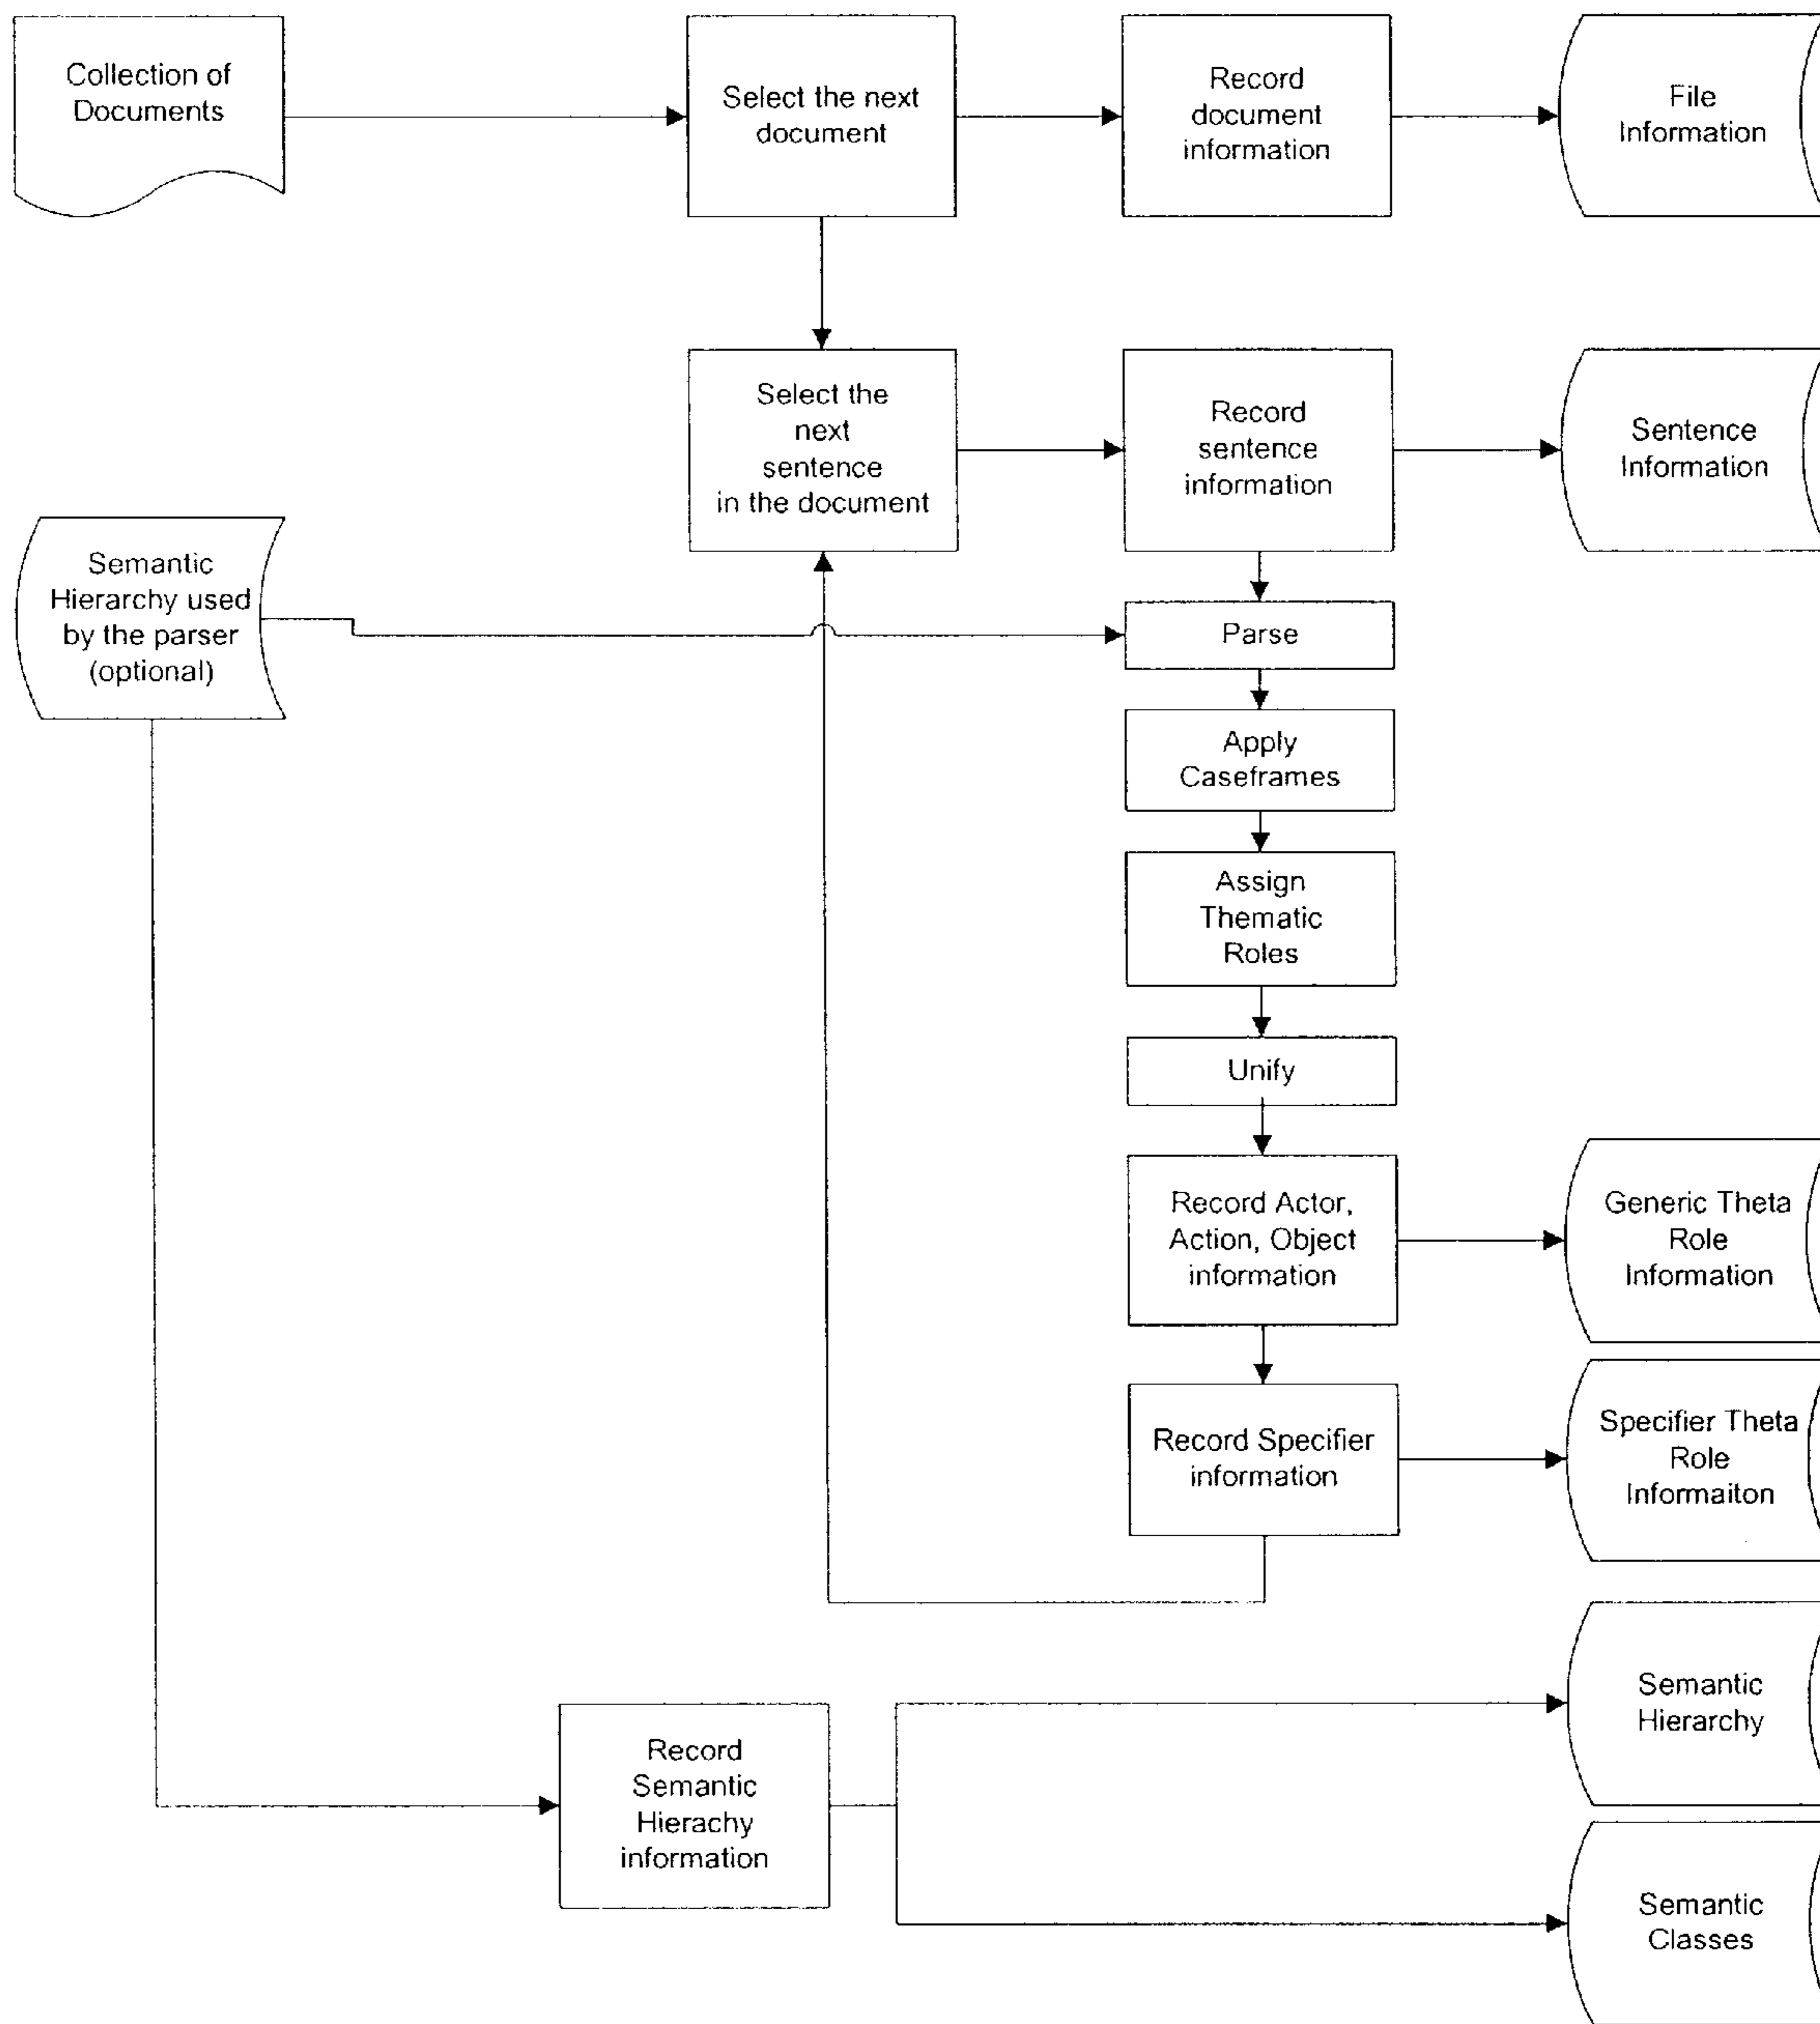 Collection of
Documents
Select the next
document
Record
document
information
File
Information
Select the
next
sentence
in the document
Record
sentence
information
Sentence
Information
Semantic
Hierarchy used
by the parser
(optional)
Parse
Apply
Caseframes
Assign
Thematic
Roles
Unify
Record Actor,
Action, Object
information
Generic Theta
Role
Information
Record Specifier
information
Specifier Theta
Role
Informaiton
Semantic
Hierarchy
Record
Semantic
Hierachy
information
Semantic
Classes